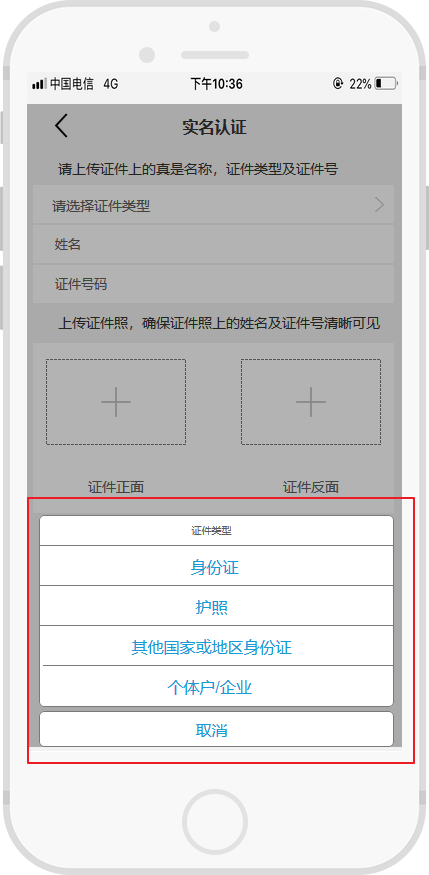 中国电信 4G 下午10:36 22%
实名认证
请上传证件上的真是名称，证件类型及证件号
请选择证件类型
姓名
证件号码
上传证件照，确保证件照上的姓名及证件号清晰可见
证件正面 证件反面
证件类型
身份证
护照
其他国家或地区身份证
个体户/企业
取消